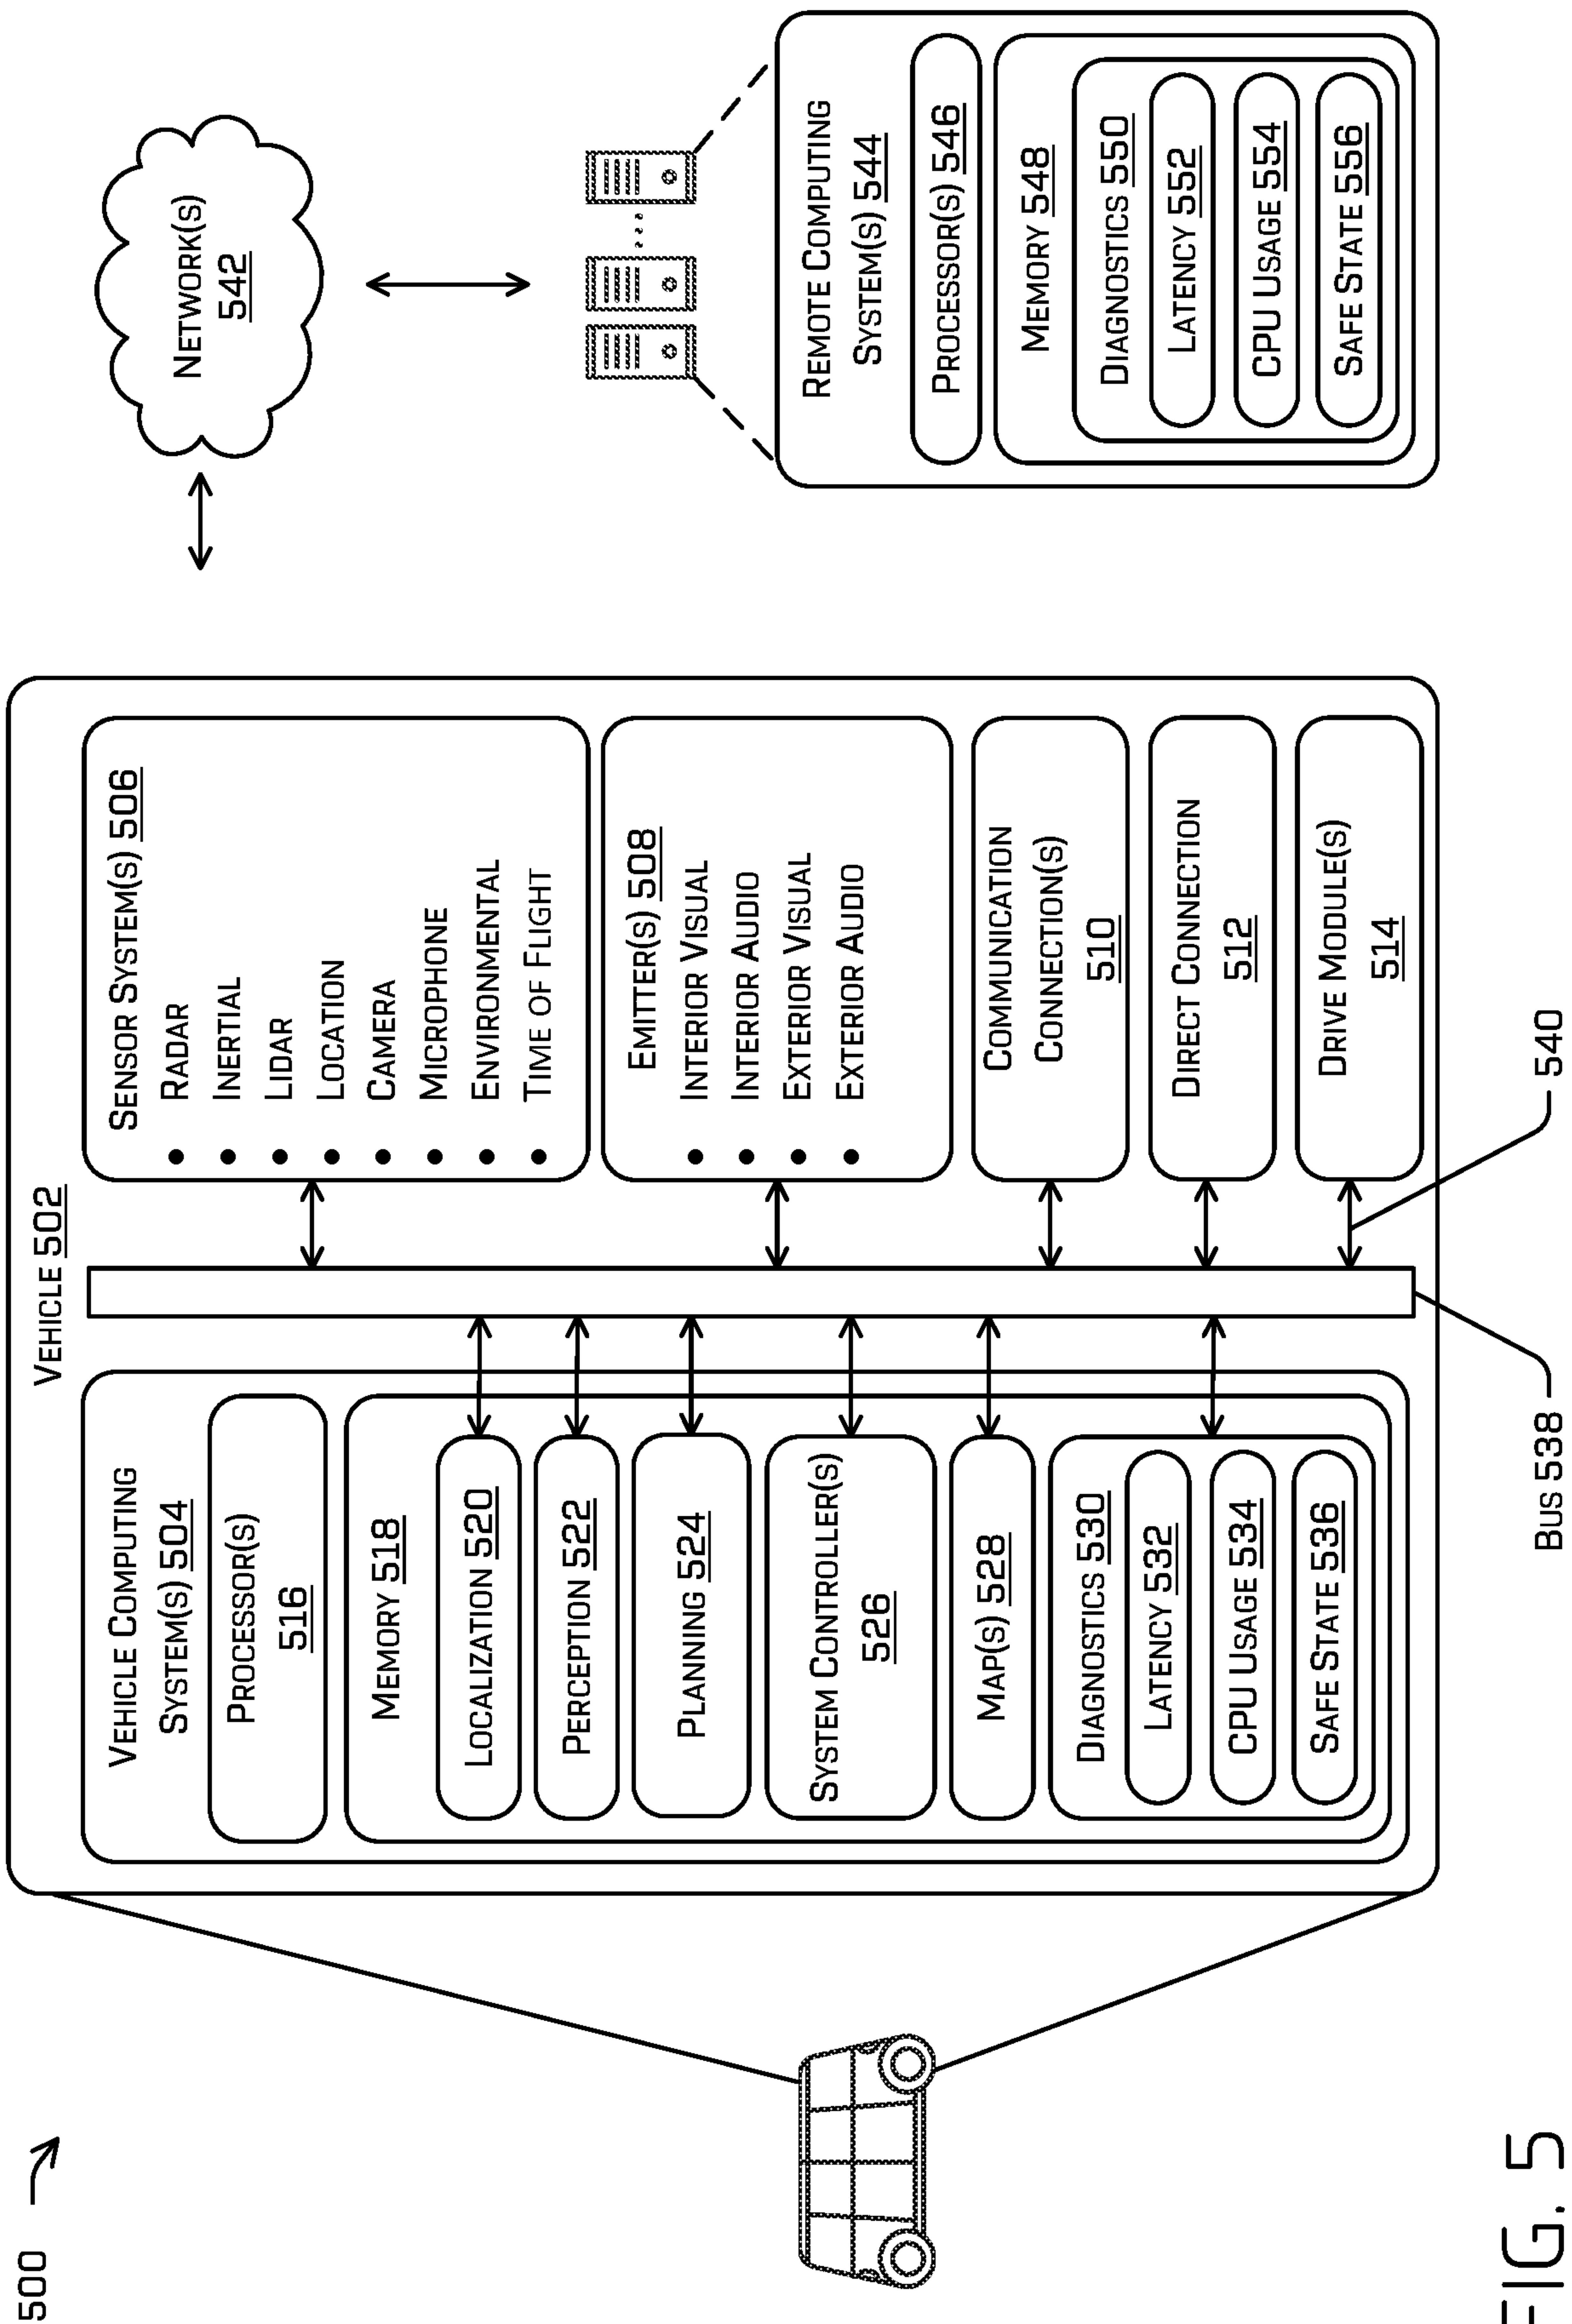 500
VEHICLE 502
VEHICLE COMPUTING
SYSTEM(S) 504
PROCESSOR(S)
516
MEMORY 518
LOCALIZATION 520
PERCEPTION 522
PLANNING 524
SYSTEM CONTROLLER(S)
526
MAP(S) 528
DIAGNOSTICS 530
LATENCY 532
CPU USAGE 534
SAFE STATE 536
SENSOR SYSTEM(S) 506
• RADAR
• INERTIAL
• LIDAR
• LOCATION
• CAMERA
• MICROPHONE
• ENVIRONMENTAL
• TIME OF FLIGHT
EMITTER(S) 508
• INTERIOR VISUAL
• INTERIOR AUDIO
• EXTERIOR VISUAL
• EXTERIOR AUDIO
COMMUNICATION
CONNECTION(S)
510
DIRECT CONNECTION
512
DRIVE MODULE(S)
514
BUS 538
540
NETWORK(S)
542
REMOTE COMPUTING
SYSTEM(S) 544
PROCESSOR(S) 546
MEMORY 548
DIAGNOSTICS 550
LATENCY 552
CPU USAGE 554
SAFE STATE 556
FIG. 5